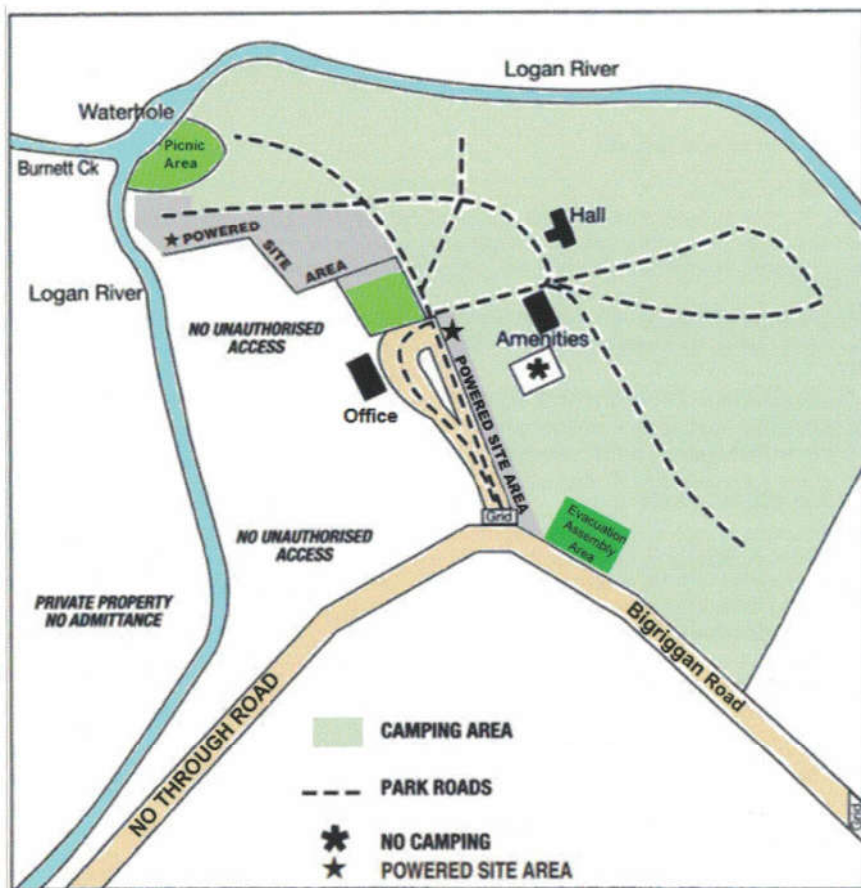 Logan River
Waterhole
Picnic
Area
Burnett Ck
Hall
POWERED
SITE AREA
Logan River
NO UNAUTHORISED
ACCESS
Amenities
POWERED SITE AREA
Office
Grid
Evacuation
Assembly
Area
NO UNAUTHORISED
ACCESS
PRIVATE PROPERTY
NO ADMITTANCE
Bigriggan Road
NO THROUGH ROAD
CAMPING AREA
PARK ROADS
NO CAMPING
POWERED SITE AREA
Grid